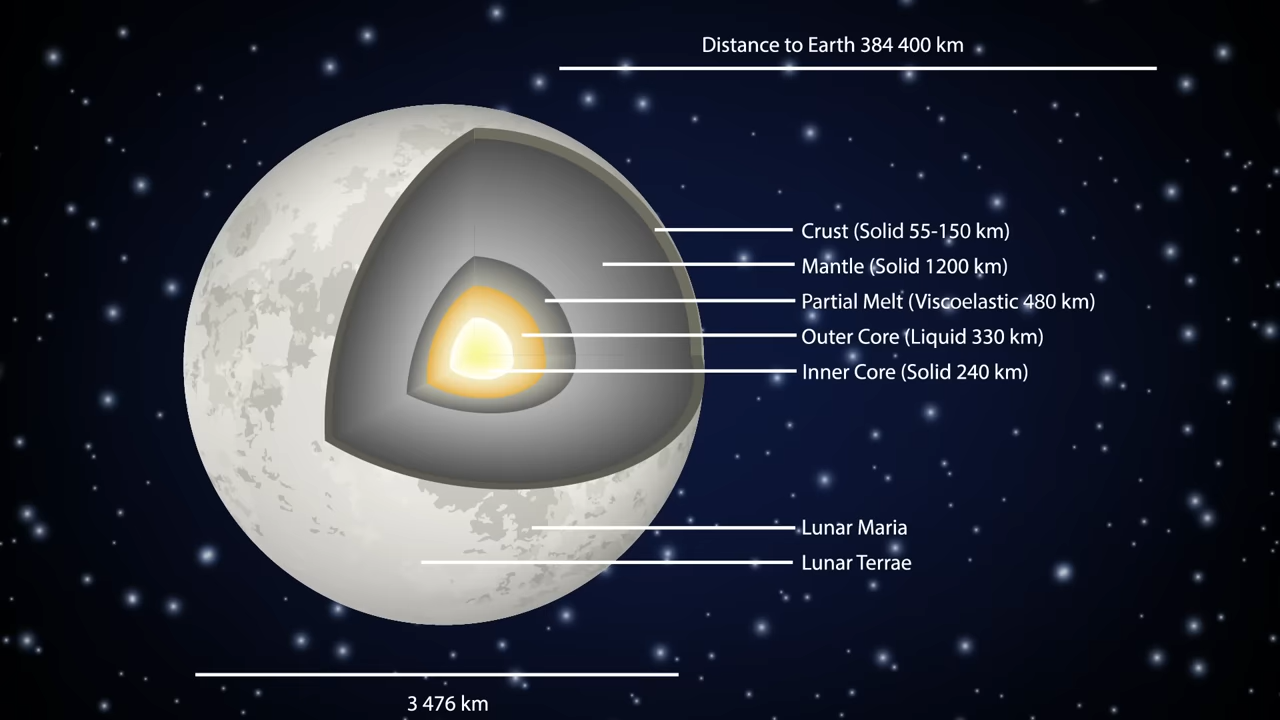 Distance to Earth 384 400 km
Crust (Solid 55-150 km)
Mantle (Solid 1200 km)
Partial Melt (Viscoelastic 480 km)
Outer Core (Liquid 330 km)
Inner Core (Solid 240 km)
Lunar Maria
Lunar Terrae
3 476 km